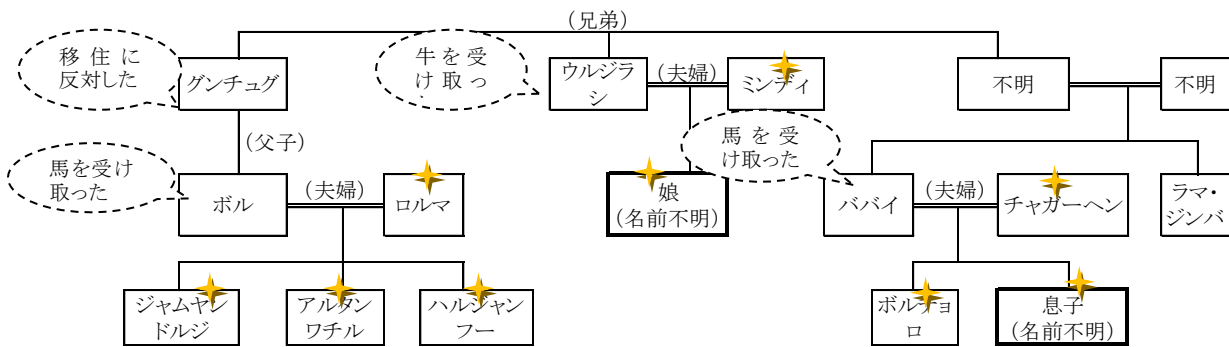 (兄弟)
移住に
反対した
牛を受
け取っ
グンチュグ
ウルジラ
シ
(夫婦)
ミンディ
不明
不明
(父子)
馬を受
け取った
馬を受け
取った
ボル
(夫婦)
ロルマ
娘
(名前不明)
ババイ
(夫婦)
チャガーヘン
ラマ・
ジンバ
ジャムヤン
ドルジ
アルタン
ワチル
ハルジャン
フー
ボルチョ
ロ
息子
(名前不明)